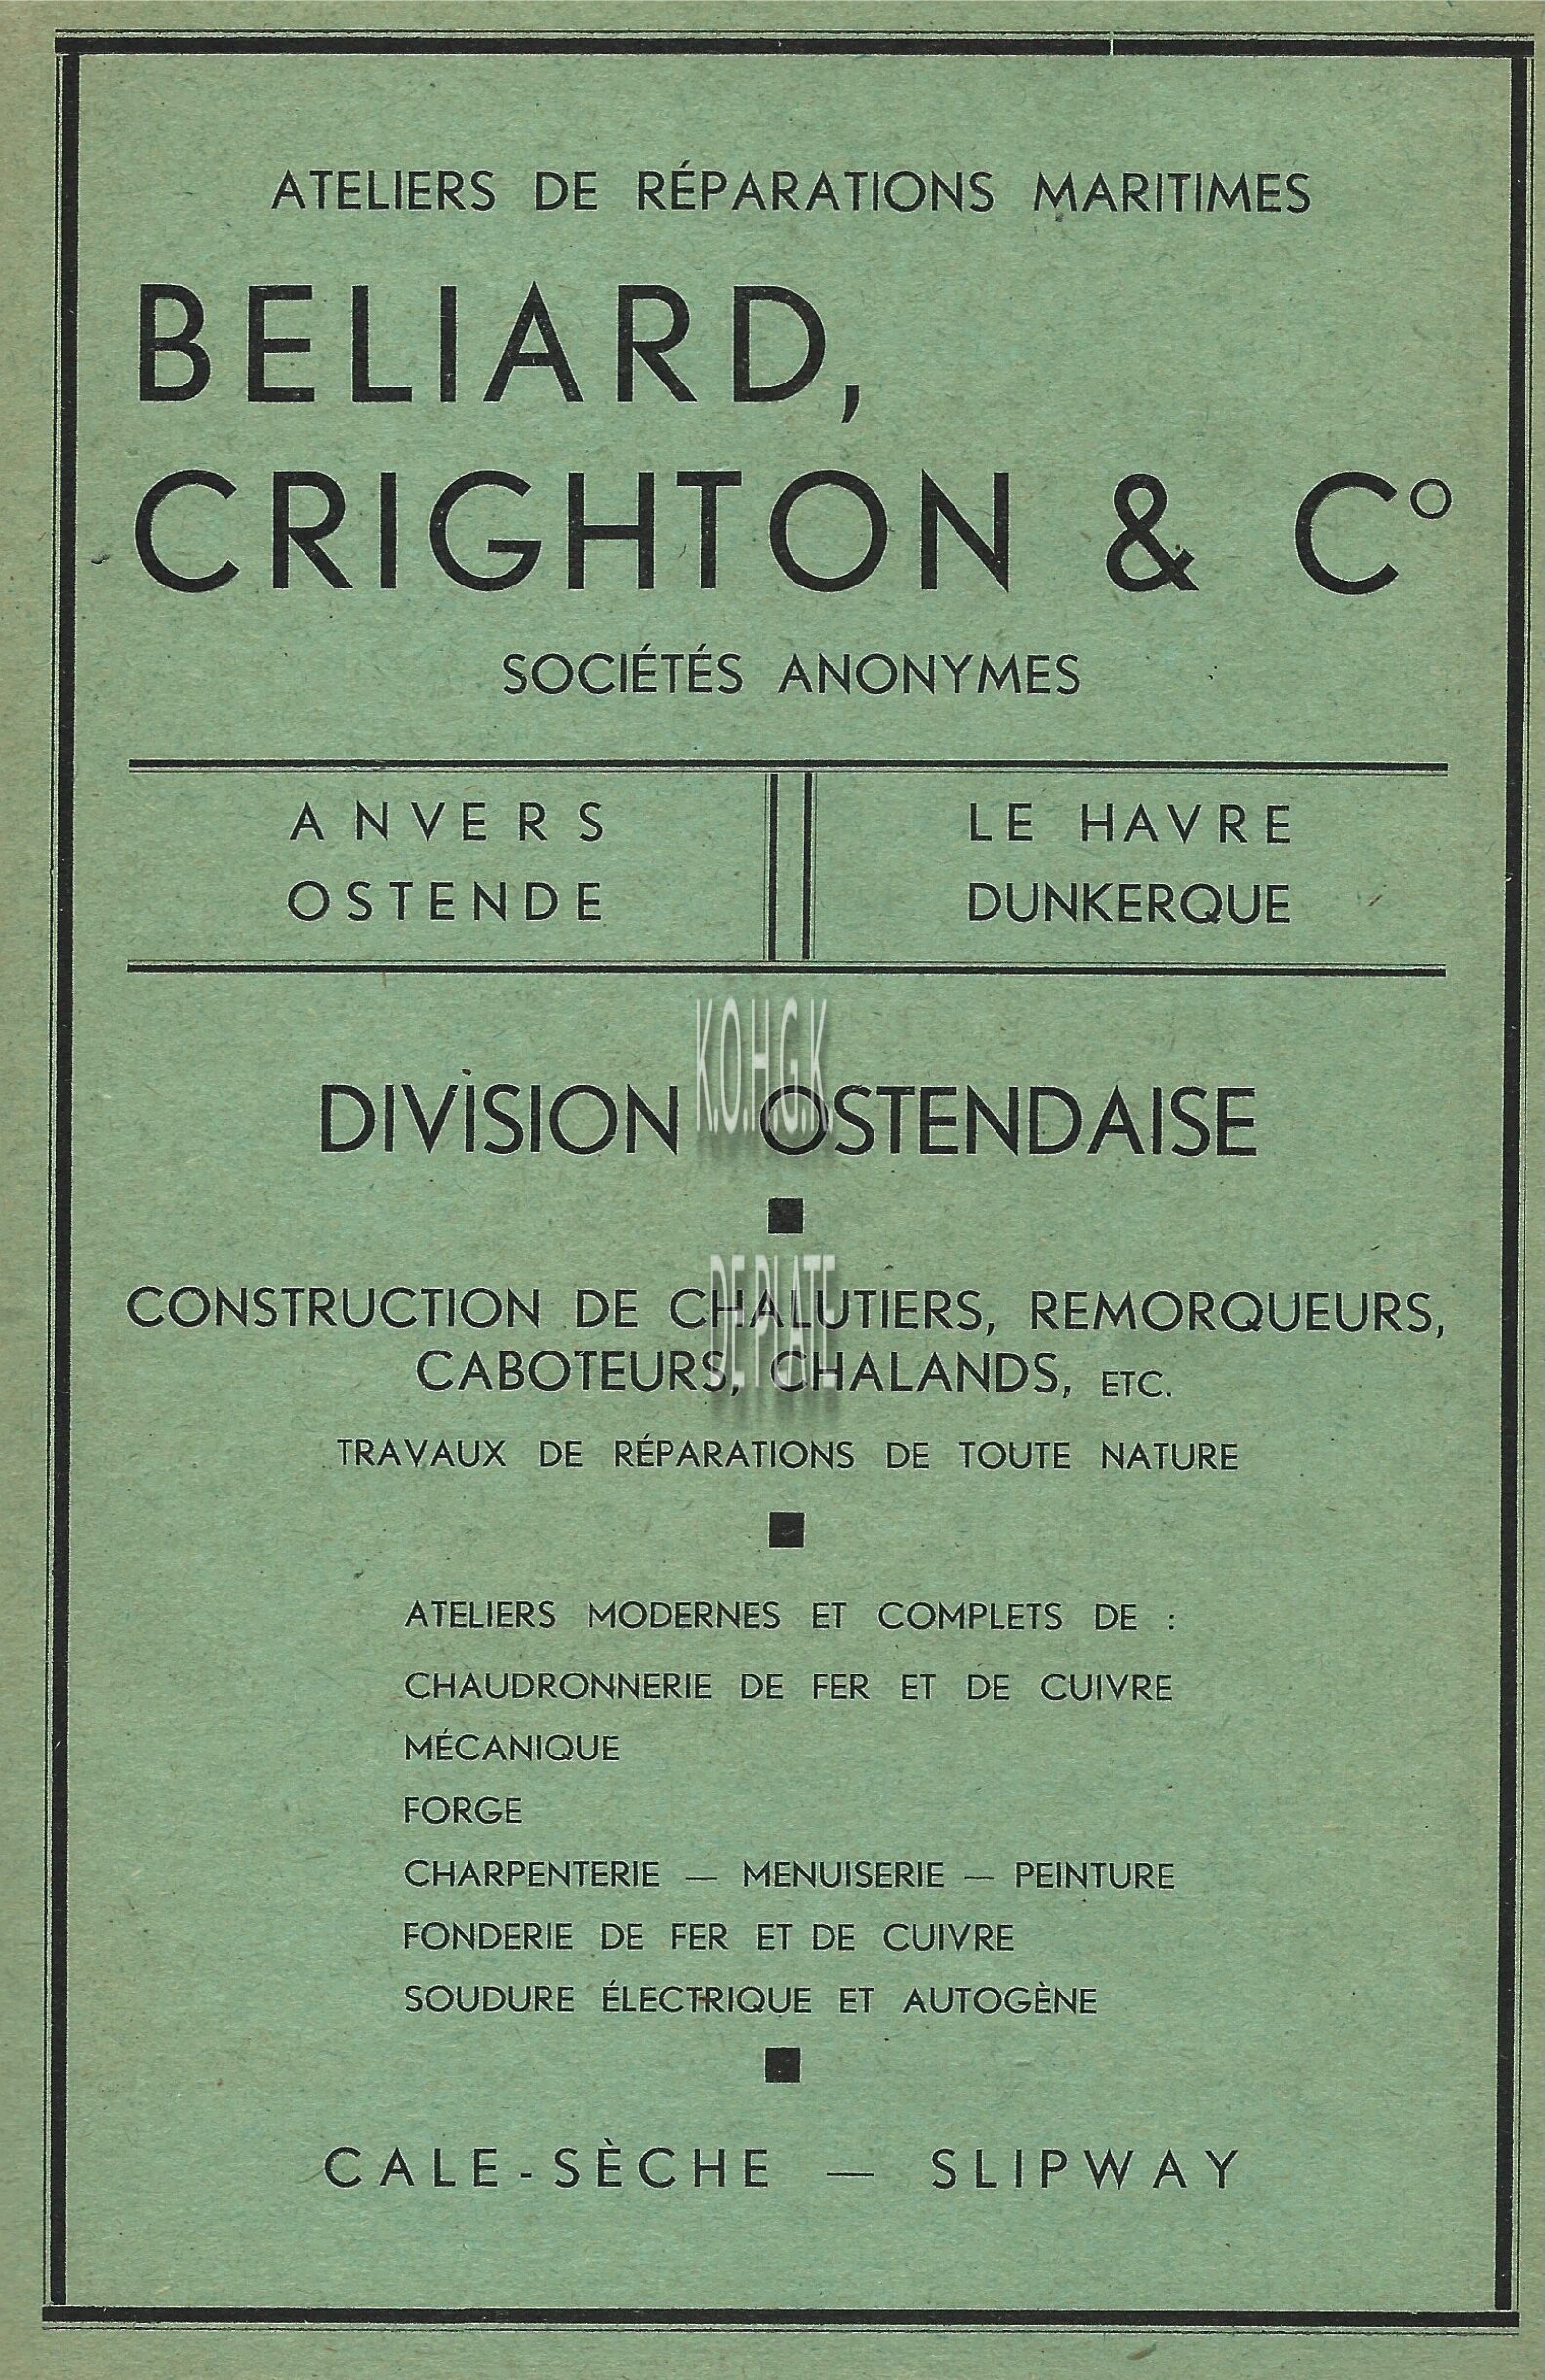 ATELIERS DE RÉPARATIONS MARITIMES
BELIARD,
CRIGHTON & Cº
SOCIÉTÉS ANONYMES
ANVERS
OSTENDE
LE HAVRE
DUNKERQUE
K.O.H.G.K.
DIVISION OSTENDAISE
DE PLATE
CONSTRUCTION DE CHALUTIERS, REMORQUEURS,
CABOTEURS, CHALANDS, ETC.
TRAVAUX DE RÉPARATIONS DE TOUTE NATURE
ATELIERS MODERNES ET COMPLETS DE :
CHAUDRONNERIE DE FER ET DE CUIVRE
MÉCANIQUE
FORGE
CHARPENTERIE — MENUISERIE — PEINTURE
FONDERIE DE FER ET DE CUIVRE
SOUDURE ÉLECTRIQUE ET AUTOGÈNE
CALE-SÈCHE — SLIPWAY